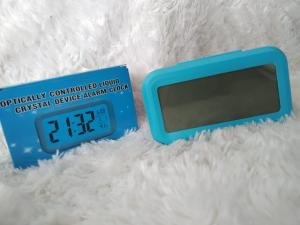 OPTICALLY CONTROLLED LIQUID
CRYSTAL DEVICE ALARM CLOCK
21:32